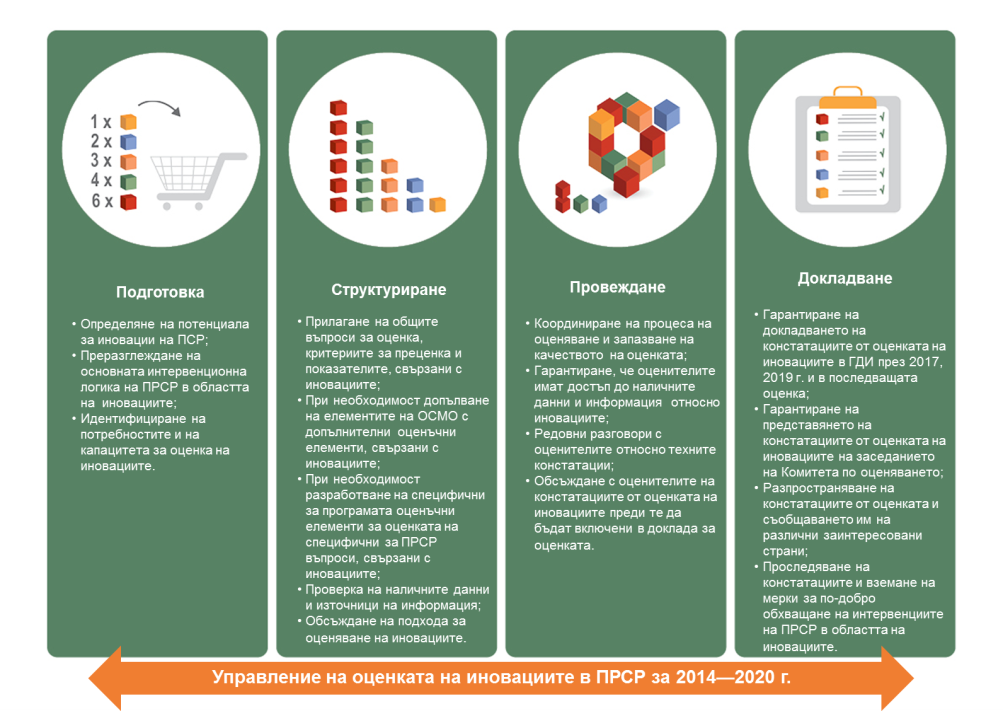 1 x
2 x
3 x
4 x
6 x
Подготовка
• Определяне на потенциала
за иновации на ПСР;
• Преразглеждане на
основната интервенционна
логика на ПРСР в областта
на иновациите;
• Идентифициране на
потребностите и на
капацитета за оценка на
иновациите.
Структуриране
• Прилагане на общите
въпроси за оценка,
критериите за преценка и
показателите, свързани с
иновациите;
• При необходимост допълване
на елементите на ОСМО с
допълнителни оценъчни
елементи, свързани с
иновациите;
• При необходимост
разработване на специфични
за програмата оценъчни
елементи за оценката на
специфични за ПРСР
въпроси, свързани с
иновациите;
• Проверка на наличните данни
и източници на информация;
• Обсъждане на подхода за
оценяване на иновациите.
Провеждане
• Координиране на процеса на
оценяване и запазване на
качеството на оценката;
• Гарантиране, че оценителите
имат достъп до наличните
данни и информация относно
иновациите;
• Редовни разговори с
оценителите относно техните
констатации;
• Обсъждане с оценителите на
констатациите от оценката на
иновациите преди те да
бъдат включени в доклада за
оценката.
Докладване
• Гарантиране на
докладването на
констатациите от оценката на
иновациите в ГДИ през 2017,
2019 г. и в последващата
оценка;
• Гарантиране на
представянето на
констатациите от оценката на
иновациите на заседанието
на Комитета по оценяването;
• Разпространяване на
констатациите от оценката и
съобщаването им на
различни заинтересовани
страни;
• Проследяване на
констатациите и вземане на
мерки за по-добро
обхващане на интервенциите
на ПРСР в областта на
иновациите.
Управление на оценката на иновациите в ПРСР за 2014—2020 г.